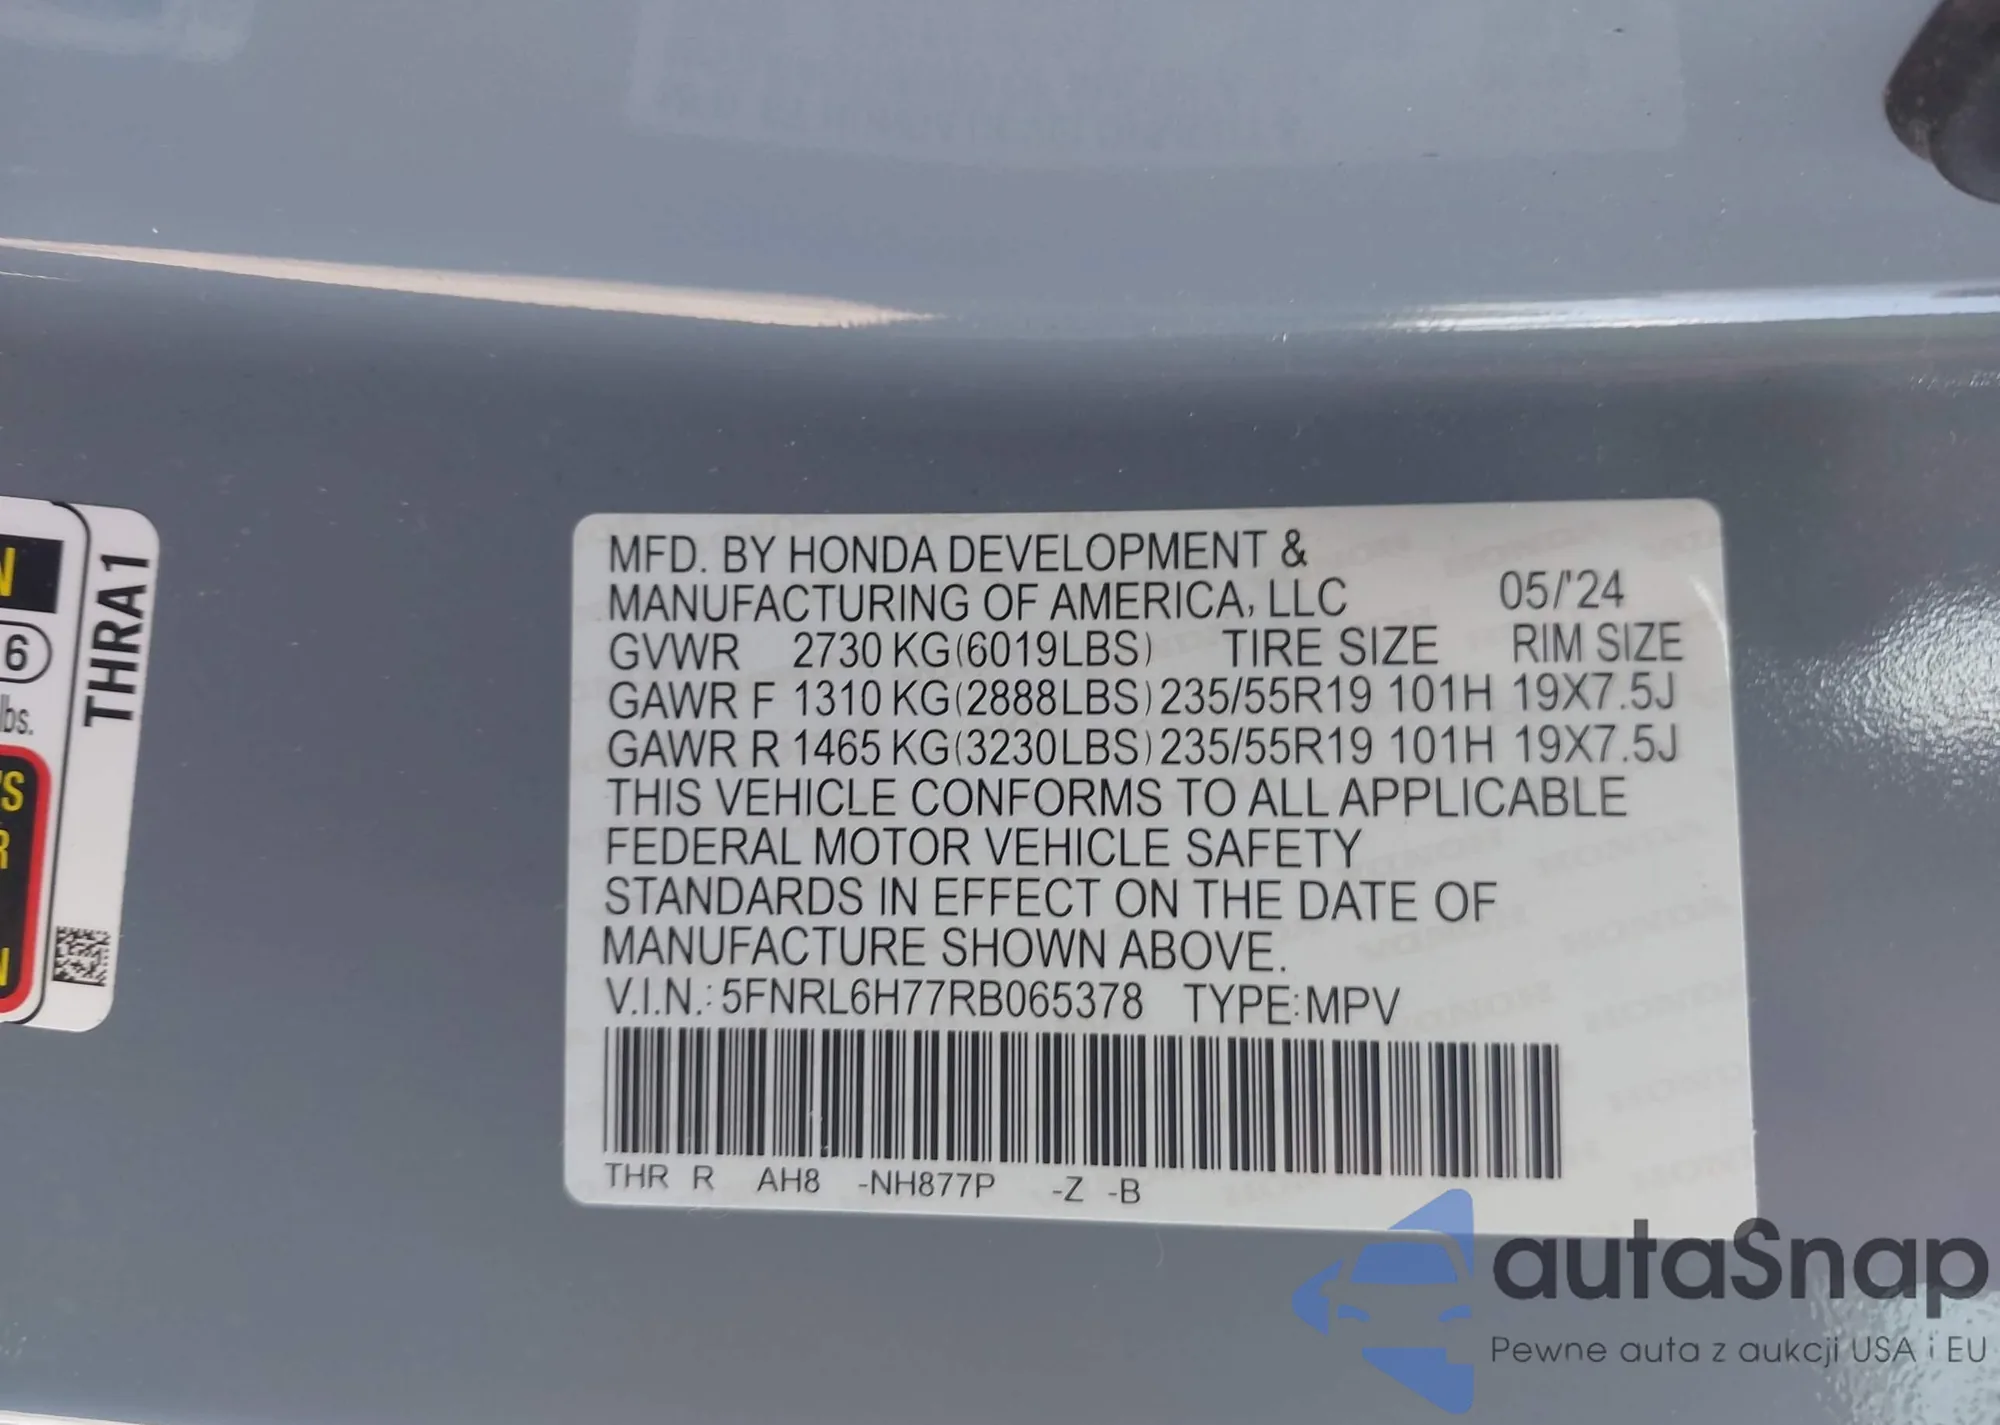 MFD. BY HONDA DEVELOPMENT &
MANUFACTURING OF AMERICA, LLC 05/'24
GVWR 2730 KG(6019LBS) TIRE SIZE RIM SIZE
GAWR F 1310 KG(2888LBS) 235/55R19 101H 19X7.5J
GAWR R 1465 KG(3230LBS) 235/55R19 101H 19X7.5J
THIS VEHICLE CONFORMS TO ALL APPLICABLE
FEDERAL MOTOR VEHICLE SAFETY
STANDARDS IN EFFECT ON THE DATE OF
MANUFACTURE SHOWN ABOVE.
V.I.N.: 5FNRL6H77RB065378 TYPE:MPV
THR R AH8 -NH877P -Z -B
THRA1
N
6
lbs.
autaSnap
Pewne auta z aukcji USA i EU